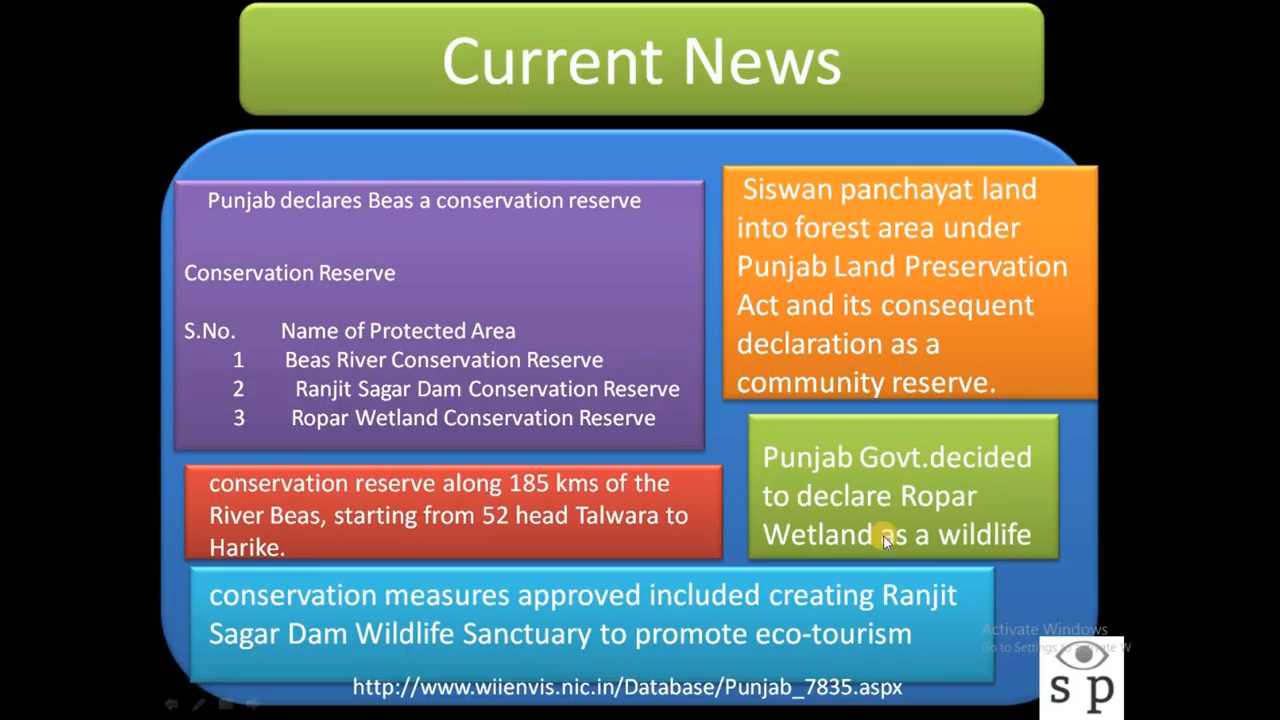 Current News
Punjab declares Beas a conservation reserve
Conservation Reserve
S.No. Name of Protected Area
1 Beas River Conservation Reserve
2 Ranjit Sagar Dam Conservation Reserve
3 Ropar Wetland Conservation Reserve
Siswan panchayat land
into forest area under
Punjab Land Preservation
Act and its consequent
declaration as a
community reserve.
conservation reserve along 185 kms of the
River Beas, starting from 52 head Talwara to
Harike.
Punjab Govt.decided
to declare Ropar
Wetland as a wildlife
conservation measures approved included creating Ranjit
Sagar Dam Wildlife Sanctuary to promote eco-tourism
http://www.wiienvis.nic.in/Database/Punjab_7835.aspx
Activate Windows
Go to Settings to Activate W
s p